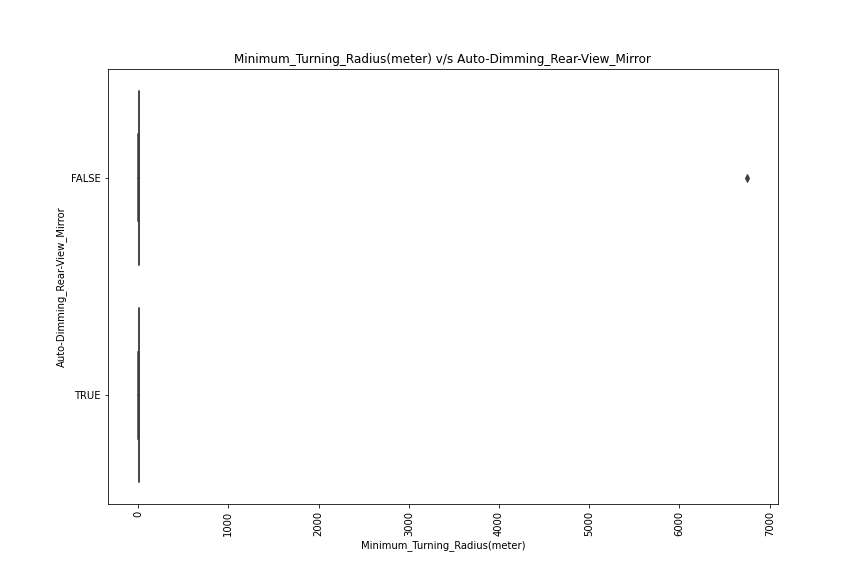 Minimum_Turning_Radius(meter) v/s Auto-Dimming_Rear-View_Mirror
Auto-Dimming_Rear-View_Mirror
FALSE
TRUE
0
1000
2000
3000
4000
5000
6000
7000
Minimum_Turning_Radius(meter)